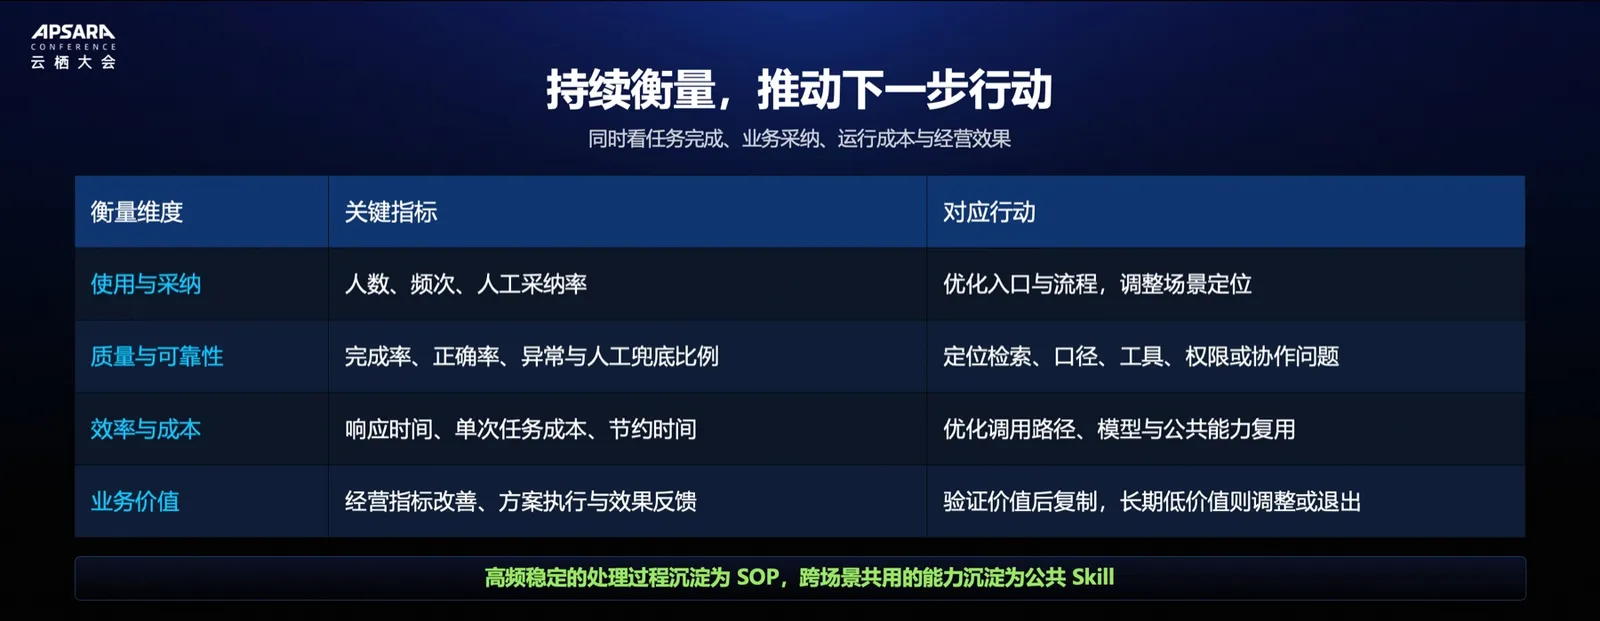 APSARA
CONFERENCE
云栖大会
持续衡量，推动下一步行动
同时看任务完成、业务采纳、运行成本与经营效果
衡量维度 关键指标 对应行动
使用与采纳 人数、频次、人工采纳率 优化入口与流程，调整场景定位
质量与可靠性 完成率、正确率、异常与人工兜底比例 定位检索、口径、工具、权限或协作问题
效率与成本 响应时间、单次任务成本、节约时间 优化调用路径、模型与公共能力复用
业务价值 经营指标改善、方案执行与效果反馈 验证价值后复制，长期低价值则调整或退出
高频稳定的处理过程沉淀为 SOP，跨场景共用的能力沉淀为公共 Skill